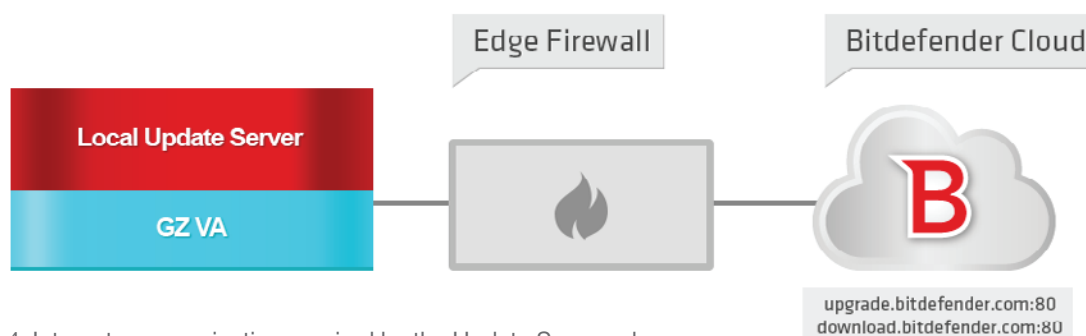 Edge Firewall
Bitdefender Cloud
Local Update Server
GZ VA
B
upgrade.bitdefender.com:80
download.bitdefender.com:80